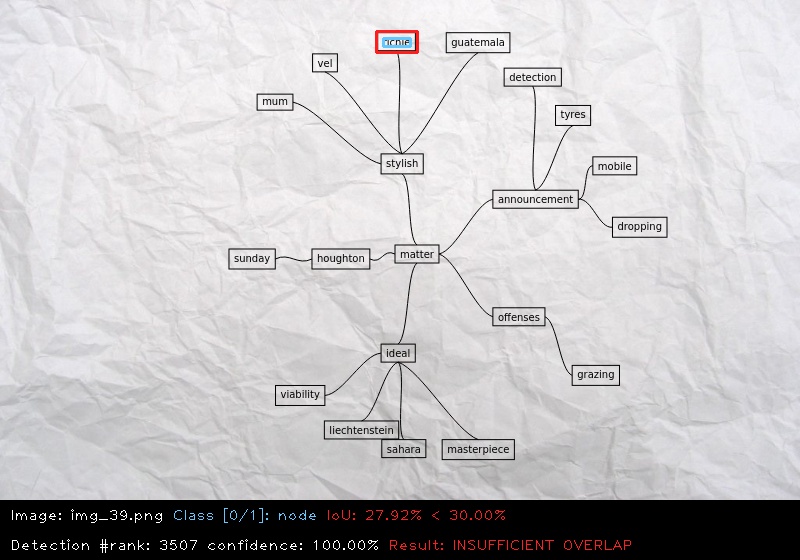 guatemala
vel
detection
mum
tyres
stylish
mobile
announcement
dropping
sunday
houghton
matter
offenses
ideal
grazing
viability
liechtenstein
sahara
masterpiece
Image: img_39.png Class [0/1]: node IoU: 27.92% < 30.00%
Detection #rank: 3507 confidence: 100.00% Result: INSUFFICIENT OVERLAP